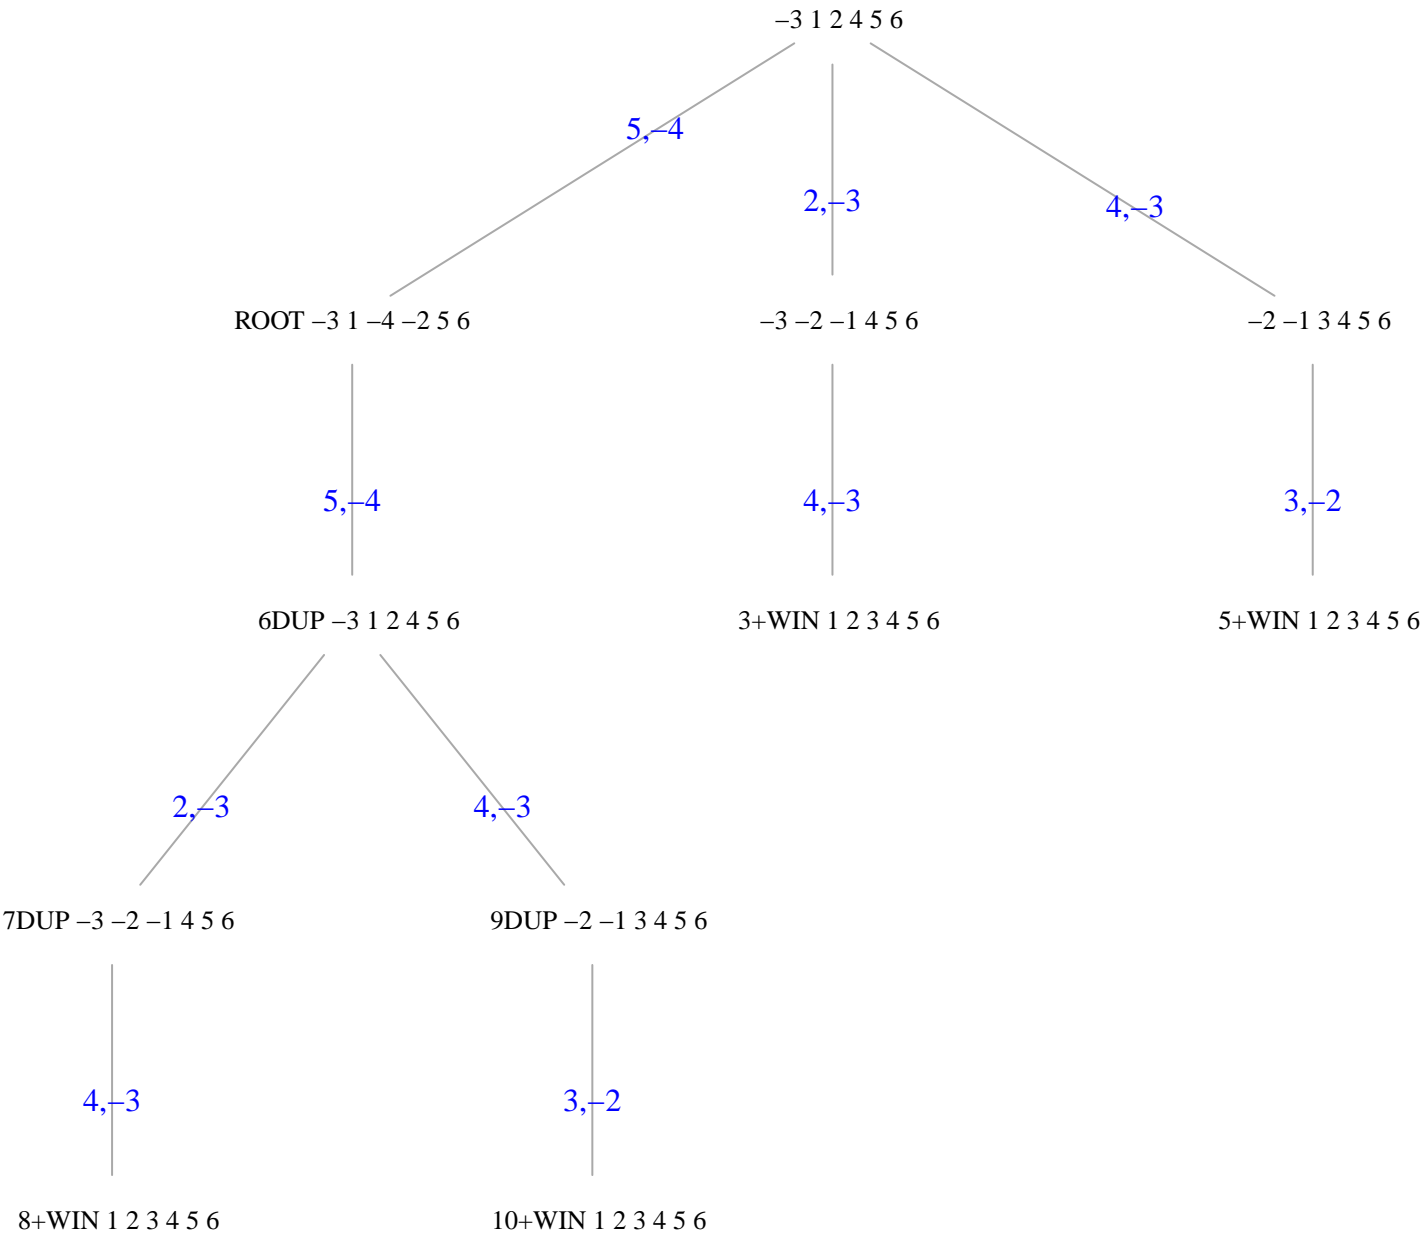 –3 1 2 4 5 6
5,–4
2,–3
4,–3
ROOT –3 1 –4 –2 5 6
–3 –2 –1 4 5 6
–2 –1 3 4 5 6
5,–4
4,–3
3,–2
6DUP –3 1 2 4 5 6
3+WIN 1 2 3 4 5 6
5+WIN 1 2 3 4 5 6
2,–3
4,–3
7DUP –3 –2 –1 4 5 6
9DUP –2 –1 3 4 5 6
4,–3
3,–2
8+WIN 1 2 3 4 5 6
10+WIN 1 2 3 4 5 6